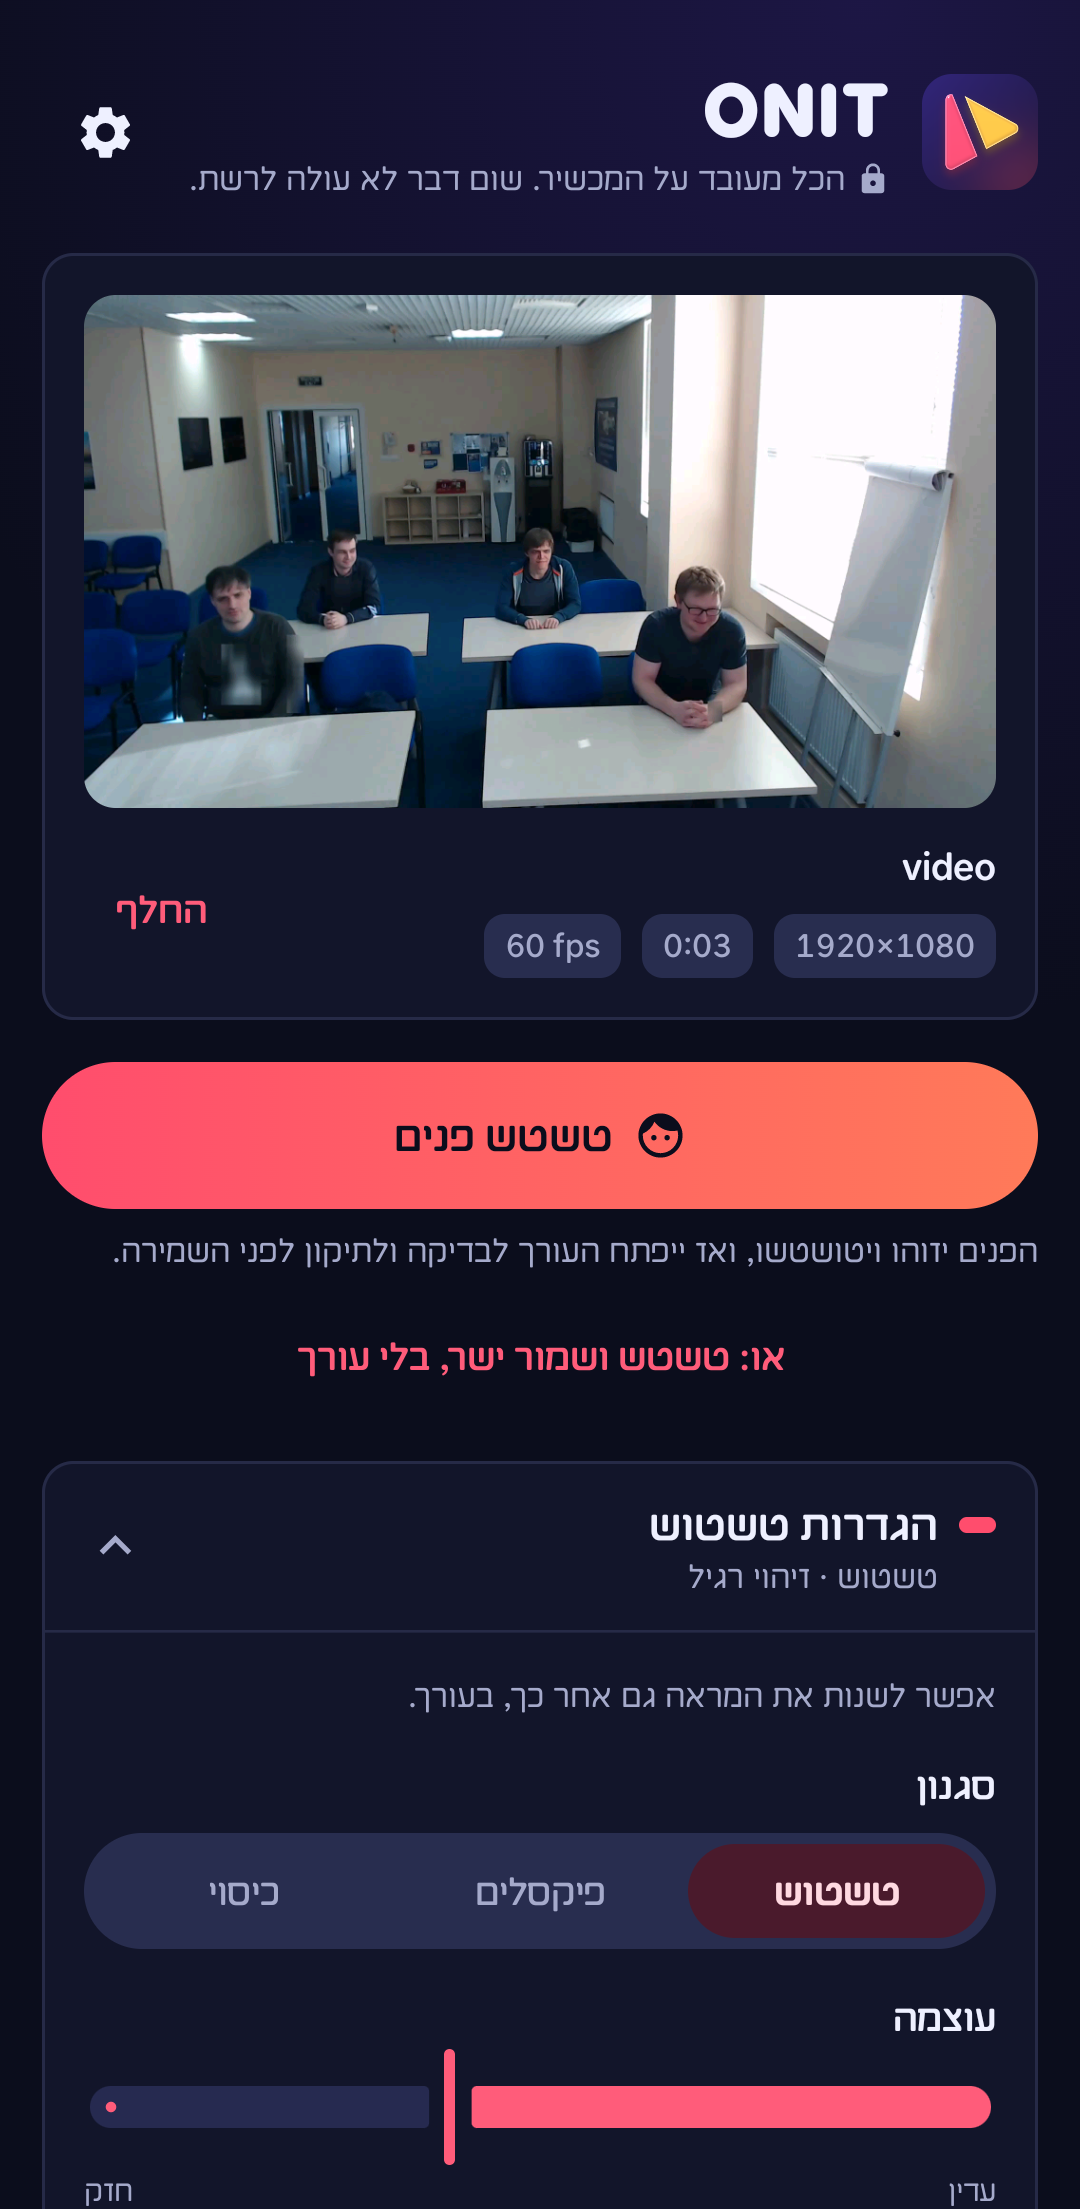 ONIT
הכל מעובד על המכשיר. שום דבר לא עולה לרשת.
video
החלף
1920×1080
0:03
60 fps
טשטש פנים
הפנים יזוהו ויטושטשו, ואז ייפתח העורך לבדיקה ולתיקון לפני השמירה.
או: טשטש ושמור ישר, בלי עורך
הגדרות טשטוש
טשטוש · זיהוי רגיל
אפשר לשנות את המראה גם אחר כך, בעורך.
סגנון
טשטוש
פיקסלים
כיסוי
עוצמה
עדין
חזק